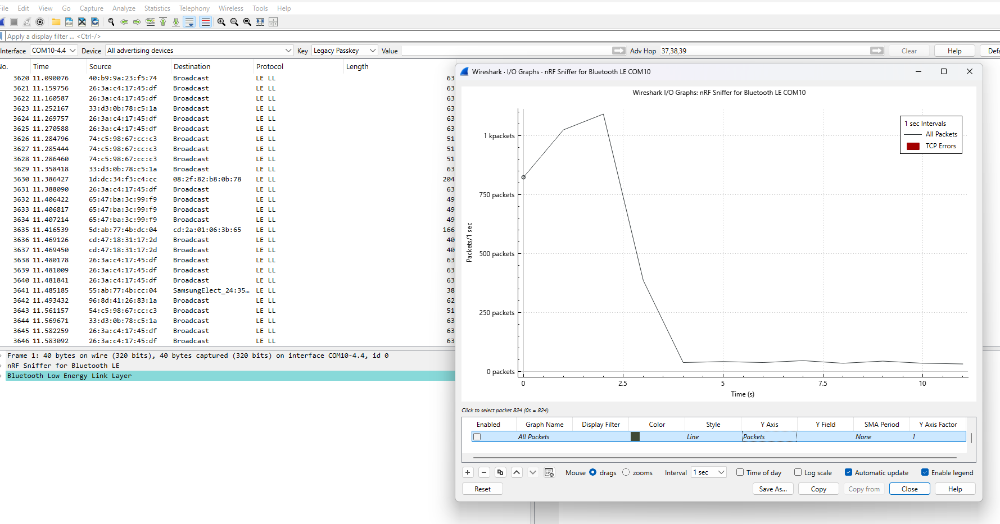 File Edit View Go Capture Analyze Statistics Telephony Wireless Tools Help
Apply a display filter ... <Ctrl-/>
Interface COM10-4.4 Device All advertising devices Key Legacy Passkey Value Adv Hop 37,38,39 Clear Help Defa
No. Time Source Destination Protocol Length
3620 11.090076 40:b9:9a:23:f5:74 Broadcast LE LL 63
3621 11.159756 26:3a:c4:17:45:df Broadcast LE LL 63
3622 11.160587 26:3a:c4:17:45:df Broadcast LE LL 63
3623 11.252167 33:d3:0b:78:c5:1a Broadcast LE LL 63
3624 11.269757 26:3a:c4:17:45:df Broadcast LE LL 63
3625 11.270588 26:3a:c4:17:45:df Broadcast LE LL 63
3626 11.284796 74:c5:98:67:cc:c3 Broadcast LE LL 51
3627 11.285444 74:c5:98:67:cc:c3 Broadcast LE LL 51
3628 11.286460 74:c5:98:67:cc:c3 Broadcast LE LL 51
3629 11.358418 33:d3:0b:78:c5:1a Broadcast LE LL 63
3630 11.386427 1d:dc:34:f3:c4:cc 08:2f:82:b8:0b:78 LE LL 204
3631 11.388090 26:3a:c4:17:45:df Broadcast LE LL 63
3632 11.406422 65:47:ba:3c:99:f9 Broadcast LE LL 49
3633 11.406817 65:47:ba:3c:99:f9 Broadcast LE LL 49
3634 11.407214 65:47:ba:3c:99:f9 Broadcast LE LL 49
3635 11.416539 5d:ab:77:4b:dc:04 cd:2a:01:06:3b:65 LE LL 166
3636 11.469126 cd:47:18:31:17:2d Broadcast LE LL 40
3637 11.469450 cd:47:18:31:17:2d Broadcast LE LL 40
3638 11.480178 26:3a:c4:17:45:df Broadcast LE LL 63
3639 11.481009 26:3a:c4:17:45:df Broadcast LE LL 63
3640 11.481841 26:3a:c4:17:45:df Broadcast LE LL 63
3641 11.485185 55:ab:77:4b:cc:04 SamsungElect_24:35… LE LL 38
3642 11.493432 96:8d:41:26:83:1a Broadcast LE LL 62
3643 11.561157 54:c5:98:67:cc:c3 Broadcast LE LL 51
3644 11.569671 33:d3:0b:78:c5:1a Broadcast LE LL 63
3645 11.582259 26:3a:c4:17:45:df Broadcast LE LL 63
3646 11.583092 26:3a:c4:17:45:df Broadcast LE LL 63
Frame 1: 40 bytes on wire (320 bits), 40 bytes captured (320 bits) on interface COM10-4.4, id 0
nRF Sniffer for Bluetooth LE
Bluetooth Low Energy Link Layer
Wireshark · I/O Graphs · nRF Sniffer for Bluetooth LE COM10
Wireshark I/O Graphs: nRF Sniffer for Bluetooth LE COM10
1 sec Intervals
All Packets
TCP Errors
Packets/1 sec
1 kpackets
750 packets
500 packets
250 packets
0 packets
0 2.5 5 7.5 10
Time (s)
Click to select packet 824 (0s = 824).
Enabled Graph Name Display Filter Color Style Y Axis Y Field SMA Period Y Axis Factor
All Packets Line Packets None 1
Mouse drags zooms Interval 1 sec Time of day Log scale Automatic update Enable legend
Reset Save As... Copy Copy from Close Help